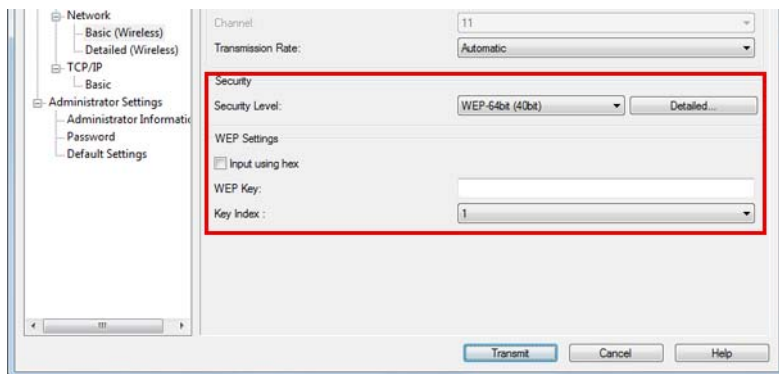 Network
Basic (Wireless)
Detailed (Wireless)
TCP/IP
Basic
Administrator Settings
Administrator Informatic
Password
Default Settings
Channel:
11
Transmission Rate:
Automatic
Security
Security Level:
WEP-64bit (40bit)
Detailed...
WEP Settings
Input using hex
WEP Key:
Key Index :
1
Transmit
Cancel
Help